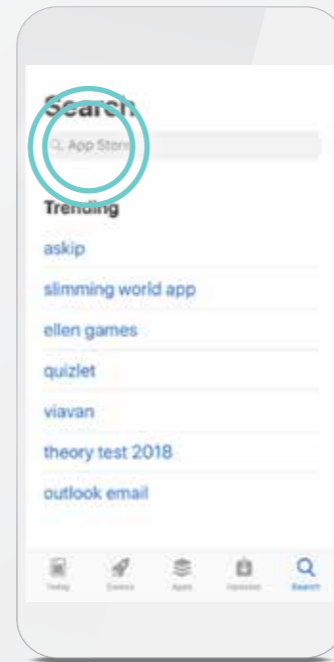 Search
App Store
Trending
askip
slimming world app
ellen games
quizlet
viavan
theory test 2018
outlook email
Today Games Apps Updates Search